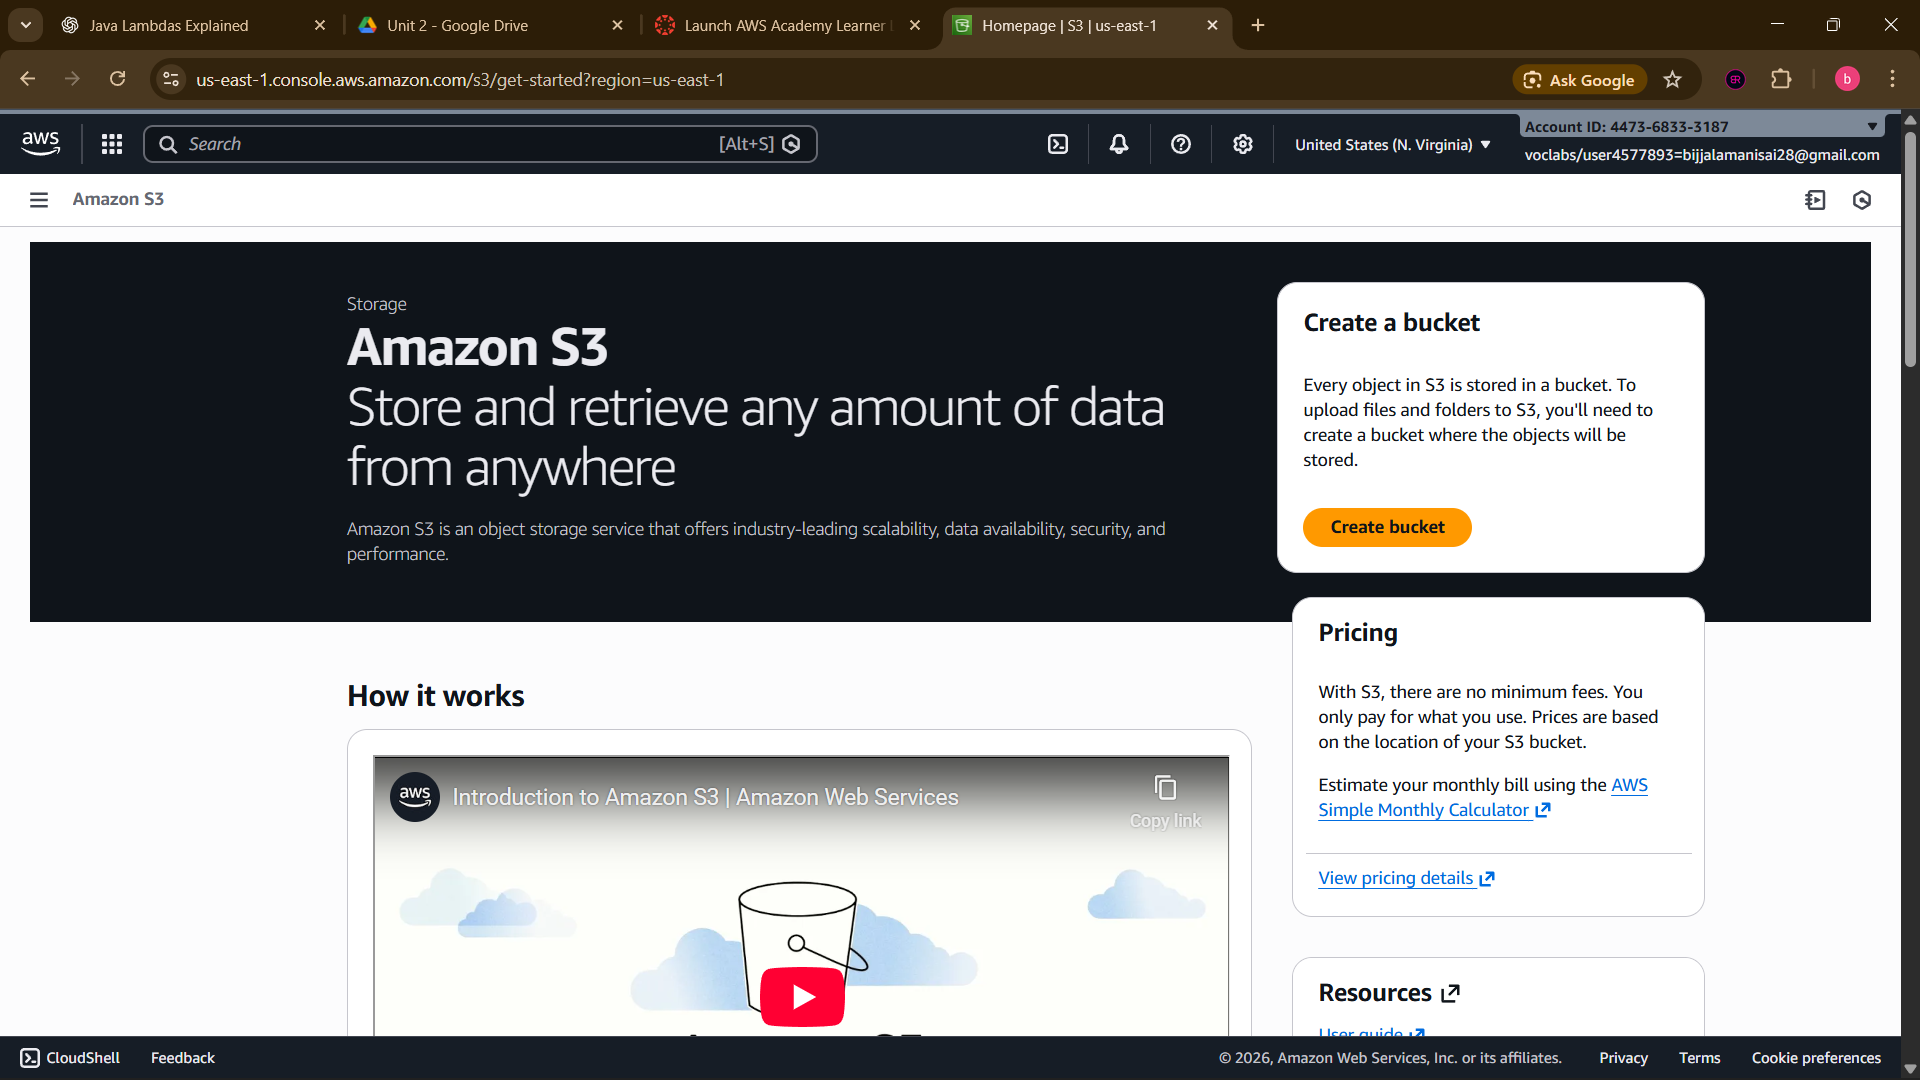 Java Lambdas Explained
Unit 2 - Google Drive
Launch AWS Academy Learner
Homepage | S3 | us-east-1
us-east-1.console.aws.amazon.com/s3/get-started?region=us-east-1
Ask Google
b
aws
Search
[Alt+S]
United States (N. Virginia)
Account ID: 4473-6833-3187
voclabs/user4577893=bijjalamanisai28@gmail.com
Amazon S3
Storage
Amazon S3
Store and retrieve any amount of data
from anywhere
Amazon S3 is an object storage service that offers industry-leading scalability, data availability, security, and
performance.
Create a bucket
Every object in S3 is stored in a bucket. To
upload files and folders to S3, you'll need to
create a bucket where the objects will be
stored.
Create bucket
Pricing
With S3, there are no minimum fees. You
only pay for what you use. Prices are based
on the location of your S3 bucket.
Estimate your monthly bill using the AWS
Simple Monthly Calculator
View pricing details
How it works
aws
Introduction to Amazon S3 | Amazon Web Services
Copy link
Resources
User guide
CloudShell
Feedback
© 2026, Amazon Web Services, Inc. or its affiliates.
Privacy
Terms
Cookie preferences